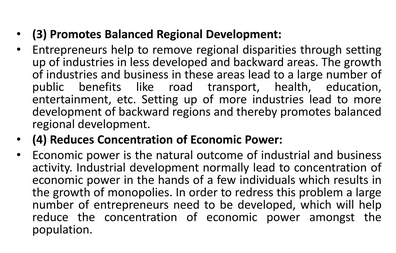 • (3) Promotes Balanced Regional Development:
• Entrepreneurs help to remove regional disparities through setting
up of industries in less developed and backward areas. The growth
of industries and business in these areas lead to a large number of
public benefits like road transport, health, education,
entertainment, etc. Setting up of more industries lead to more
development of backward regions and thereby promotes balanced
regional development.
• (4) Reduces Concentration of Economic Power:
• Economic power is the natural outcome of industrial and business
activity. Industrial development normally lead to concentration of
economic power in the hands of a few individuals which results in
the growth of monopolies. In order to redress this problem a large
number of entrepreneurs need to be developed, which will help
reduce the concentration of economic power amongst the
population.